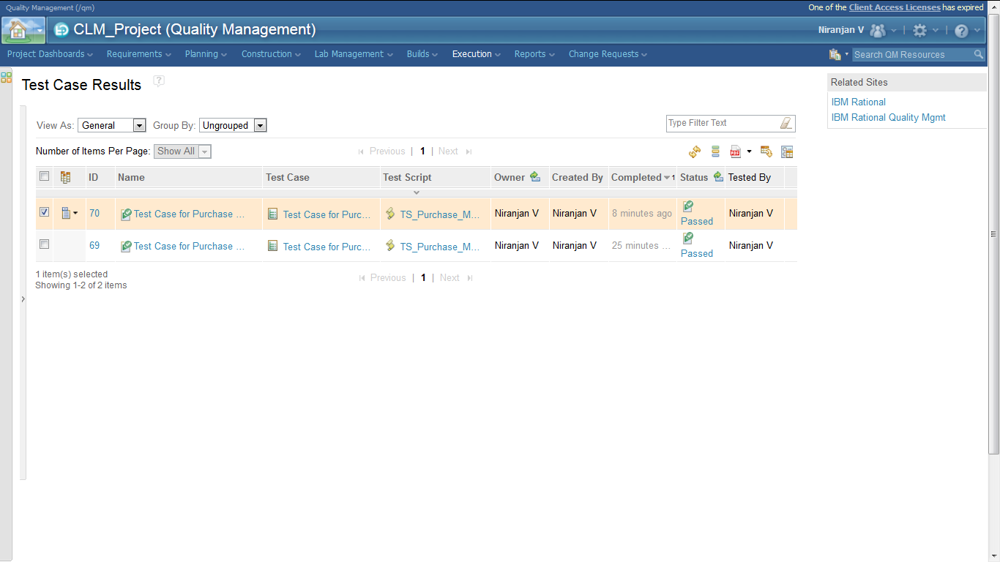 Quality Management (/qm)
One of the Client Access Licenses has expired
CLM_Project (Quality Management)
Niranjan V
Project Dashboards Requirements Planning Construction Lab Management Builds Execution Reports Change Requests
Search QM Resources
Test Case Results ?
Related Sites
IBM Rational
IBM Rational Quality Mgmt
View As: General Group By: Ungrouped
Type Filter Text
Number of Items Per Page: Show All
Previous | 1 | Next
ID Name Test Case Test Script Owner Created By Completed 1 Status Tested By
70 Test Case for Purchase ... Test Case for Purc... TS_Purchase_M... Niranjan V Niranjan V 8 minutes ago Passed Niranjan V
69 Test Case for Purchase ... Test Case for Purc... TS_Purchase_M... Niranjan V Niranjan V 25 minutes ... Passed Niranjan V
1 item(s) selected
Showing 1-2 of 2 items
Previous | 1 | Next